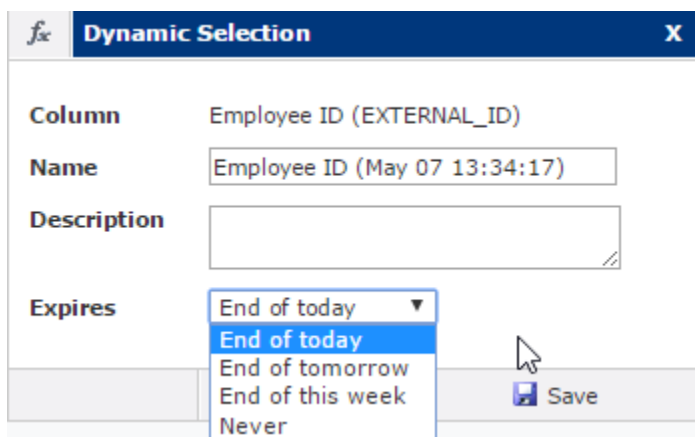 fx Dynamic Selection X
Column Employee ID (EXTERNAL_ID)
Name Employee ID (May 07 13:34:17)
Description
Expires End of today ▼
End of today
End of tomorrow
End of this week
Save
Never